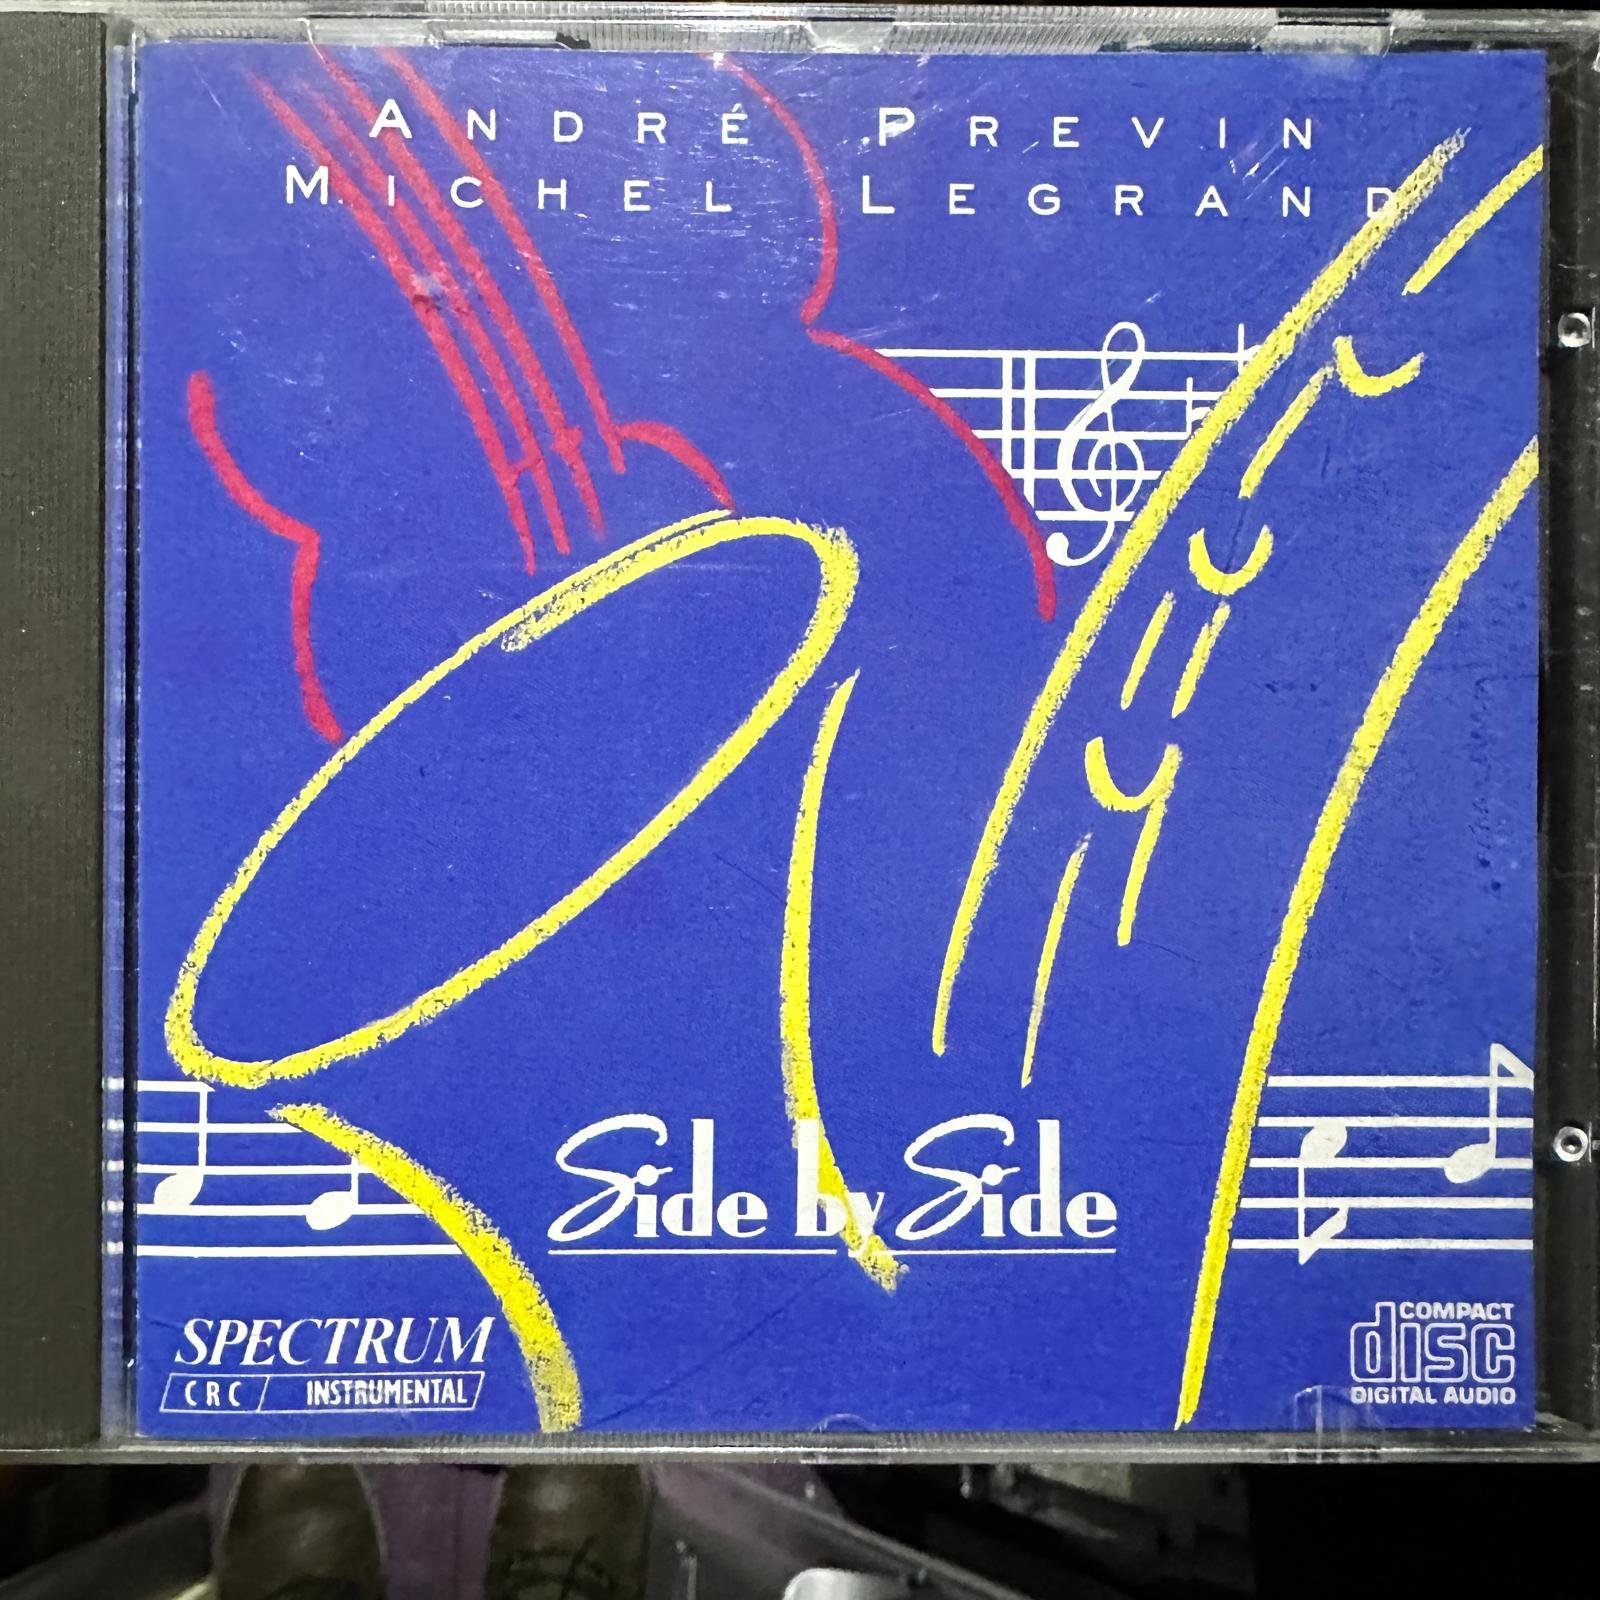 ANDRÉ PREVIN
MICHEL LEGRAND
Side by Side
SPECTRUM
CRC INSTRUMENTAL
COMPACT
disc
DIGITAL AUDIO